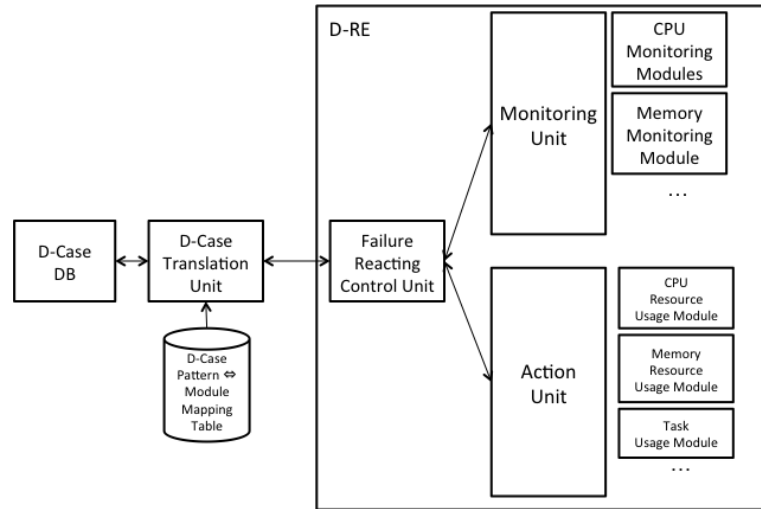 D-RE
CPU
Monitoring
Modules
Monitoring
Unit
Memory
Monitoring
Module
...
D-Case
DB
D-Case
Translation
Unit
Failure
Reacting
Control Unit
D-Case
Pattern ⇔
Module
Mapping
Table
Action
Unit
CPU
Resource
Usage Module
Memory
Resource
Usage Module
Task
Usage Module
...